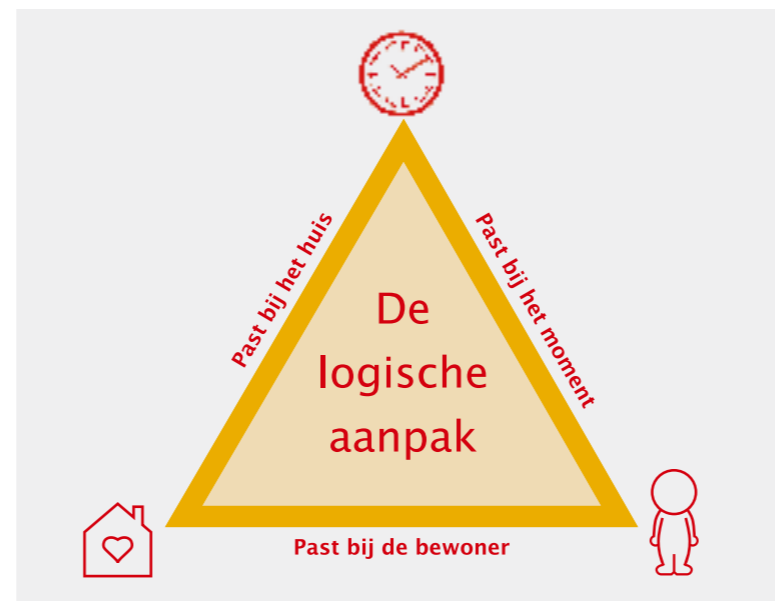 Past bij het huis
Past bij het moment
De
logische
aanpak
Past bij de bewoner